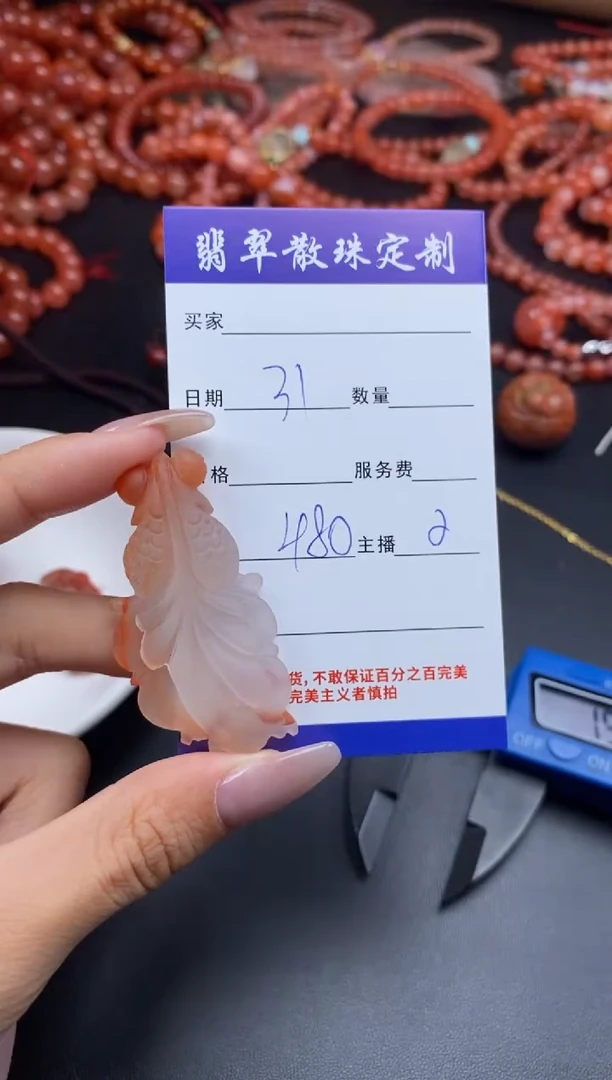 翡翠散珠定制
买家
日期 31 数量
格 服务费
480 主播 2
货,不敢保证百分之百完美
完美主义者慎拍
OFF ON